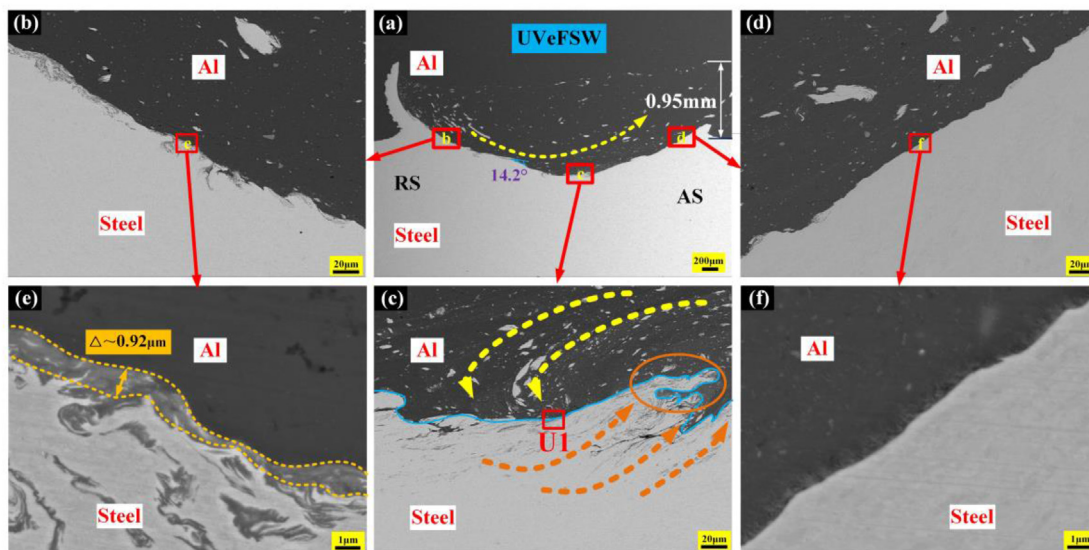 (b)
Al
e
Steel
20μm
(a)
UVeFSW
Al
0.95mm
b
d
c
14.2°
RS
AS
Steel
200μm
(d)
Al
f
Steel
20μm
(e)
△~0.92μm
Al
Steel
1μm
(c)
Al
U1
Steel
20μm
(f)
Al
Steel
1μm